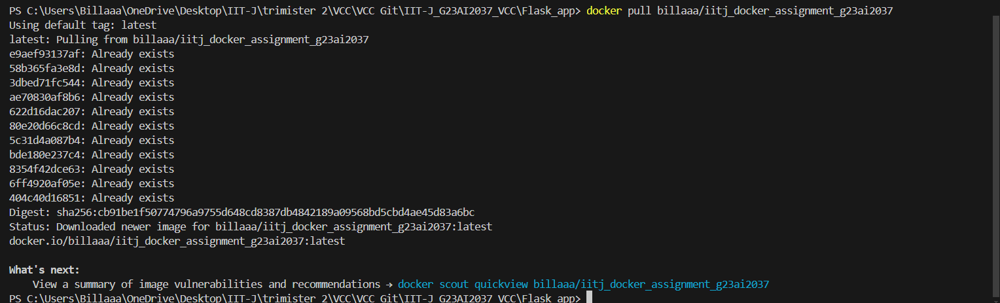 PS C:\Users\Billaaa\OneDrive\Desktop\IIT-J\trimister 2\VCC\VCC Git\IIT-J_G23AI2037_VCC\Flask_app> docker pull billaaa/iitj_docker_assignment_g23ai2037
Using default tag: latest
latest: Pulling from billaaa/iitj_docker_assignment_g23ai2037
e9aef93137af: Already exists
58b365fa3e8d: Already exists
3dbed71fc544: Already exists
ae70830af8b6: Already exists
622d16dac207: Already exists
80e20d66c8cd: Already exists
5c31d4a087b4: Already exists
bde180e237c4: Already exists
8354f42dce63: Already exists
6ff4920af05e: Already exists
404c40d16851: Already exists
Digest: sha256:cb91be1f50774796a9755d648cd8387db4842189a09568bd5cbd4ae45d83a6bc
Status: Downloaded newer image for billaaa/iitj_docker_assignment_g23ai2037:latest
docker.io/billaaa/iitj_docker_assignment_g23ai2037:latest
What's next:
View a summary of image vulnerabilities and recommendations → docker scout quickview billaaa/iitj_docker_assignment_g23ai2037
PS C:\Users\Billaaa\OneDrive\Desktop\IIT-J\trimister 2\VCC\VCC Git\IIT-J_G23AI2037_VCC\Flask_app>